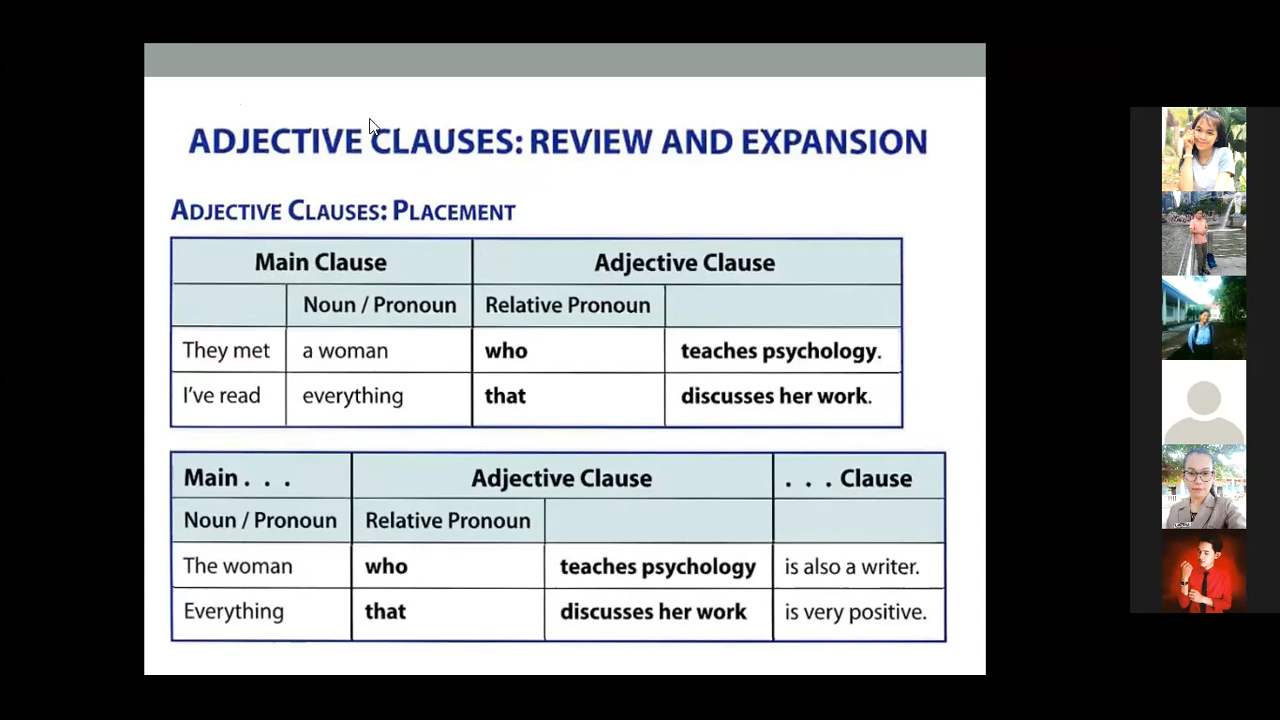 ADJECTIVE CLAUSES: REVIEW AND EXPANSION
ADJECTIVE CLAUSES: PLACEMENT
Main Clause Adjective Clause
Noun / Pronoun Relative Pronoun
They met a woman who teaches psychology.
I've read everything that discusses her work.
Main . . . Adjective Clause . . . Clause
Noun / Pronoun Relative Pronoun
The woman who teaches psychology is also a writer.
Everything that discusses her work is very positive.